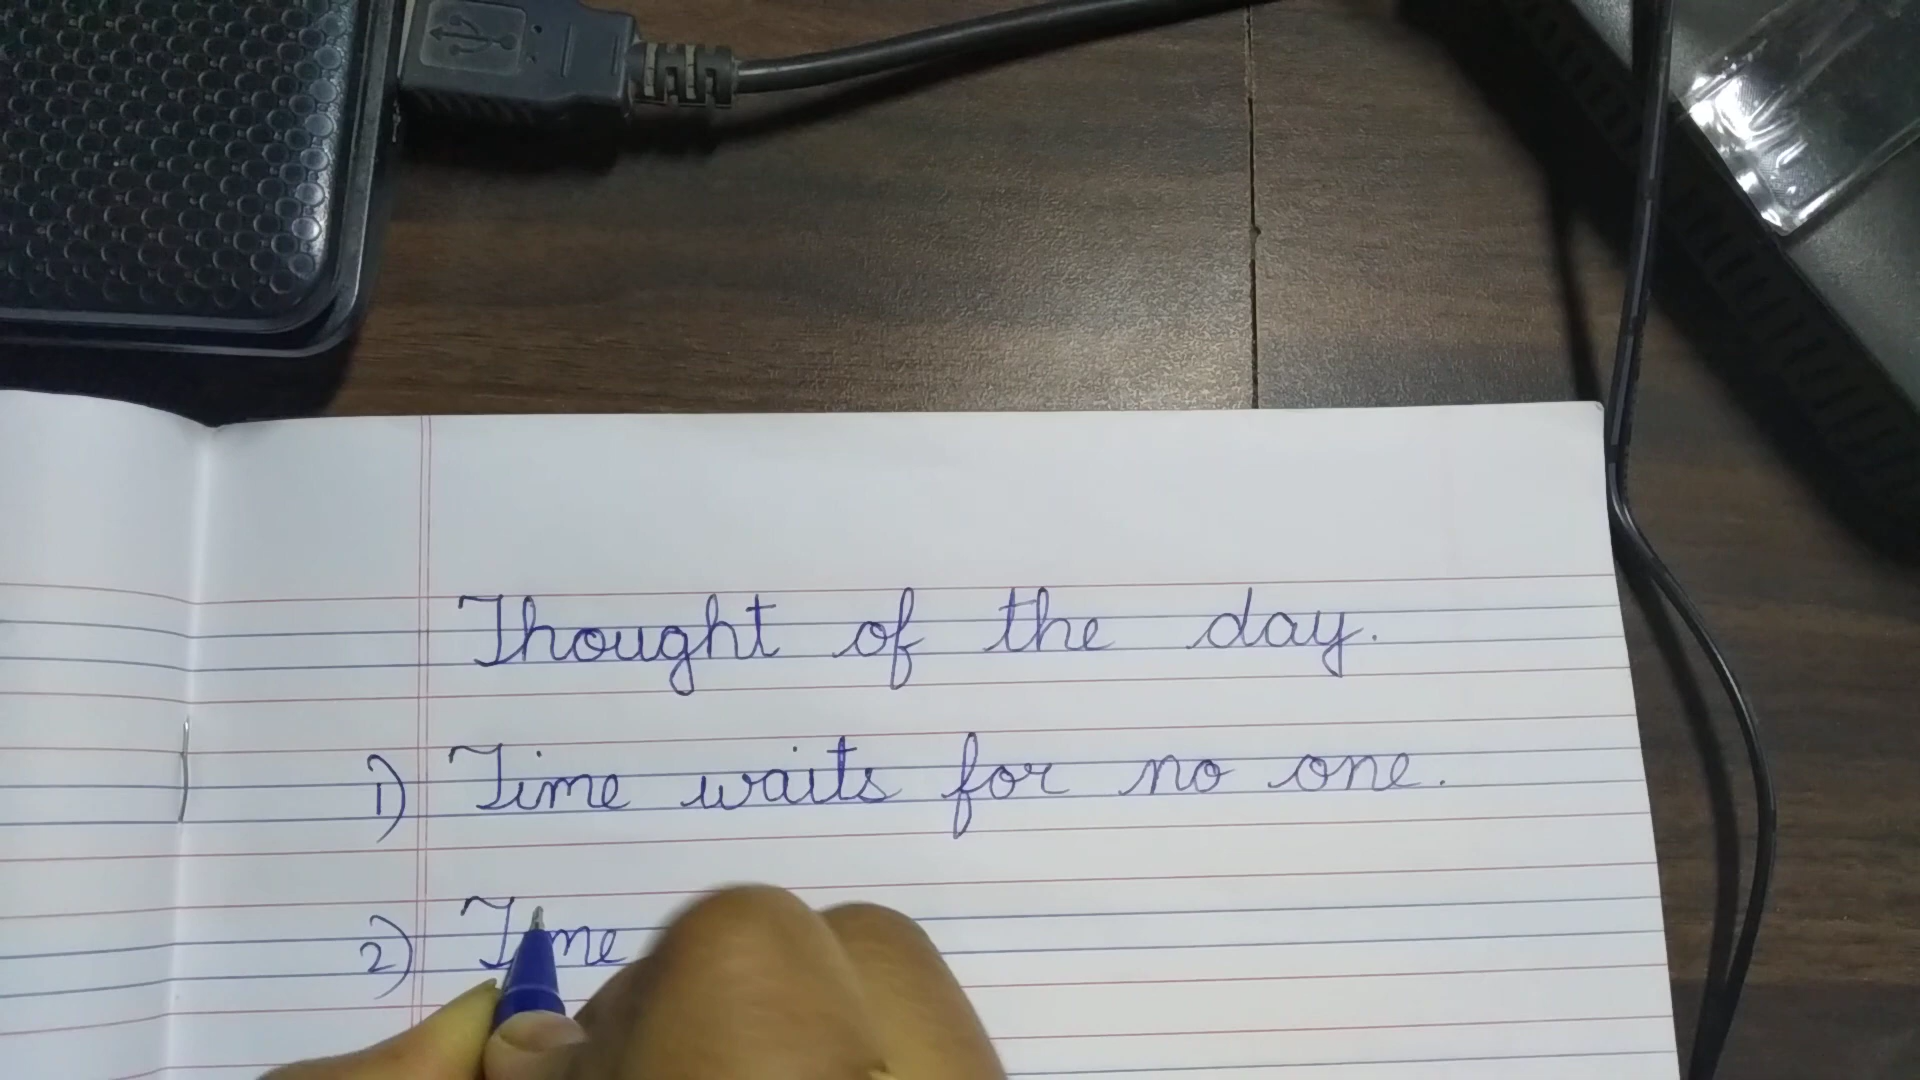 Thought of the day.
1) Time waits for no one.
2) Time